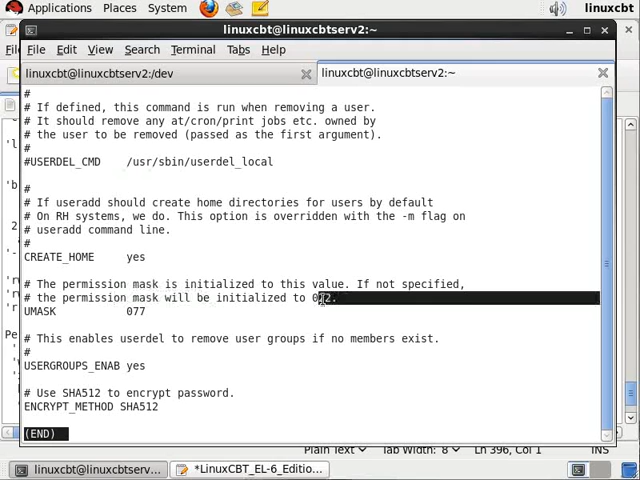 Applications Places System linuxcbt
linuxcbt@linuxcbtserv2:~
File Edit View Search Terminal Tabs Help
linuxcbt@linuxcbtserv2:/dev
linuxcbt@linuxcbtserv2:~
#
# If defined, this command is run when removing a user.
# It should remove any at/cron/print jobs etc. owned by
# the user to be removed (passed as the first argument).
#
#USERDEL_CMD /usr/sbin/userdel_local
#
# If useradd should create home directories for users by default
# On RH systems, we do. This option is overridden with the -m flag on
# useradd command line.
#
CREATE_HOME yes
# The permission mask is initialized to this value. If not specified,
# the permission mask will be initialized to 022.
UMASK 077
# This enables userdel to remove user groups if no members exist.
#
USERGROUPS_ENAB yes
# Use SHA512 to encrypt password.
ENCRYPT_METHOD SHA512
(END)
Plain Text Tab Width: 8 Ln 396, Col 1 INS
linuxcbt@linuxcbtserv... *LinuxCBT_EL-6_Editio...